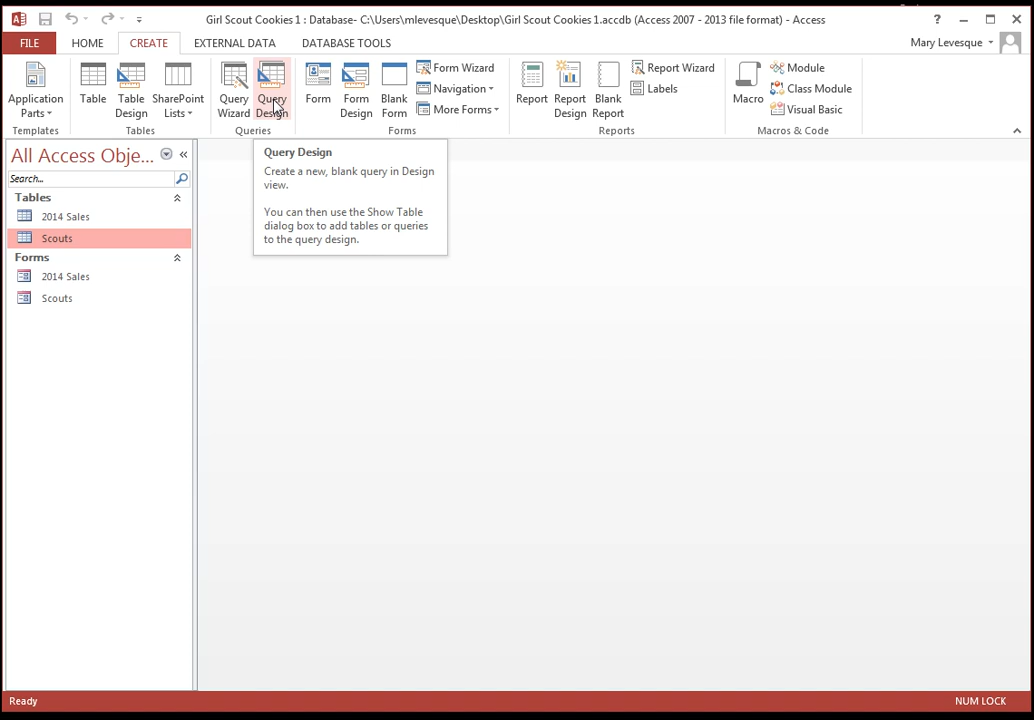 Girl Scout Cookies 1 : Database- C:\Users\mlevesque\Desktop\Girl Scout Cookies 1.accdb (Access 2007 - 2013 file format) - Access
?
FILE HOME CREATE EXTERNAL DATA DATABASE TOOLS
Mary Levesque
Application Parts
Templates
Table
Table Design
SharePoint Lists
Tables
Query Wizard
Query Design
Queries
Form
Form Design
Blank Form
Form Wizard
Navigation
More Forms
Forms
Report
Report Design
Blank Report
Report Wizard
Labels
Reports
Macro
Module
Class Module
Visual Basic
Macros & Code
All Access Obje...
Search...
Tables
2014 Sales
Scouts
Forms
2014 Sales
Scouts
Query Design
Create a new, blank query in Design
view.
You can then use the Show Table
dialog box to add tables or queries
to the query design.
Ready
NUM LOCK